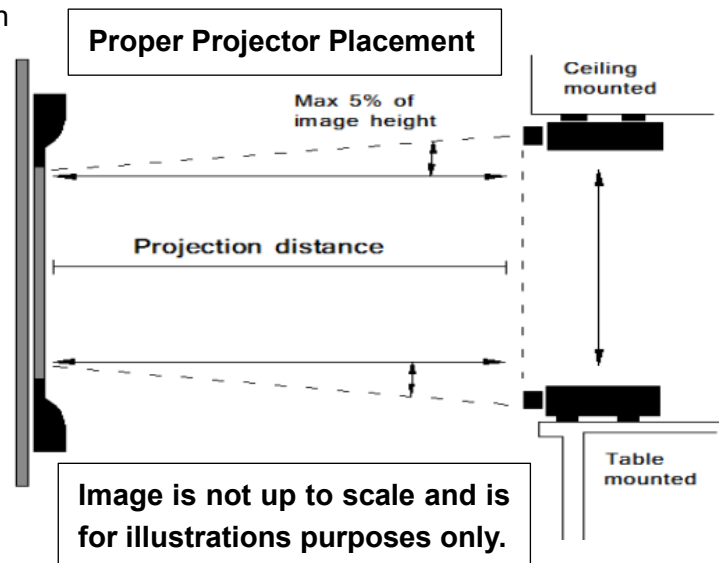 n
Proper Projector Placement
Ceiling
mounted
Max 5% of
image height
Projection distance
Table
mounted
Image is not up to scale and is
for illustrations purposes only.